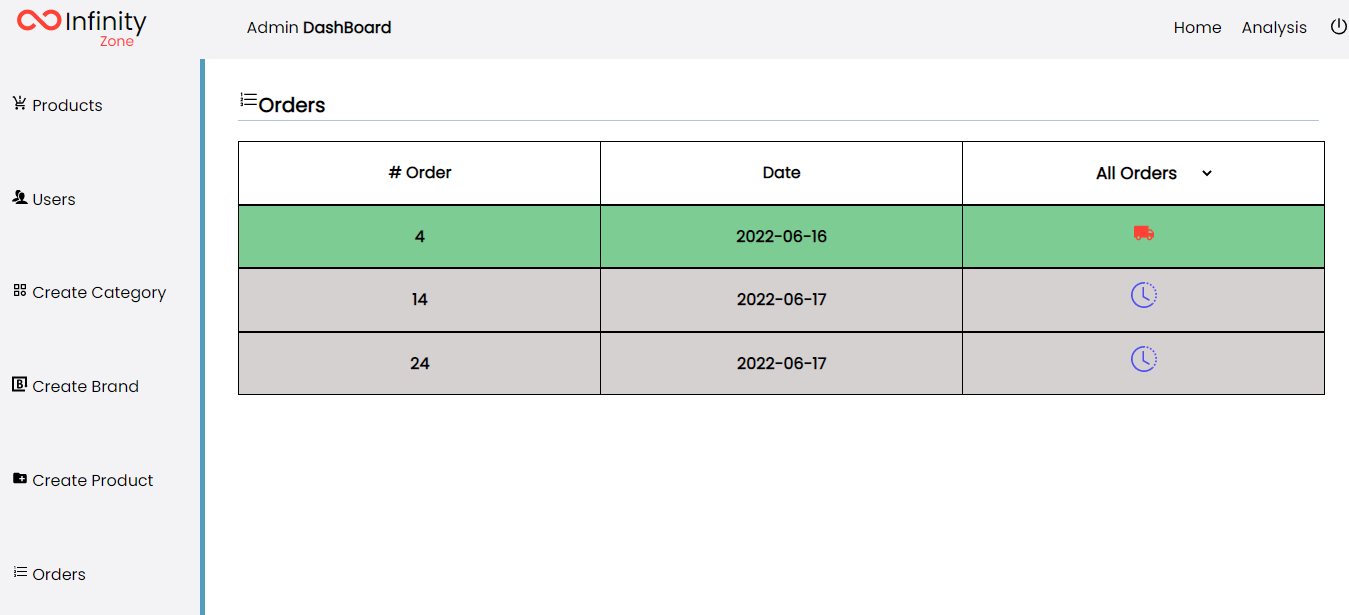 Infinity
Zone
Admin DashBoard
Home Analysis
Products
Users
Create Category
Create Brand
Create Product
Orders
Orders
# Order Date All Orders
4 2022-06-16
14 2022-06-17
24 2022-06-17